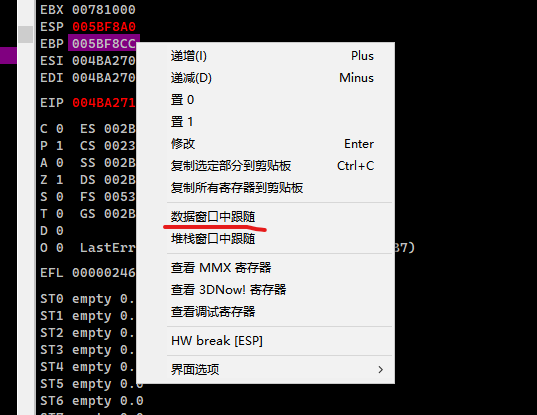 EBX 00781000
ESP 005BF8A0
EBP 005BF8CC
ESI 004BA270
EDI 004BA270
EIP 004BA271
C 0 ES 002B
P 1 CS 0023
A 0 SS 002B
Z 1 DS 002B
S 0 FS 0053
T 0 GS 002B
D 0
O 0 LastErr
B7)
EFL 00000246
ST0 empty 0.
ST1 empty 0.
ST2 empty 0.
ST3 empty 0.
ST4 empty 0.
ST5 empty 0.0
ST6 empty 0.0
递增(I) Plus
递减(D) Minus
置 0
置 1
修改 Enter
复制选定部分到剪贴板 Ctrl+C
复制所有寄存器到剪贴板
数据窗口中跟随
堆栈窗口中跟随
查看 MMX 寄存器
查看 3DNow! 寄存器
查看调试寄存器
HW break [ESP]
界面选项